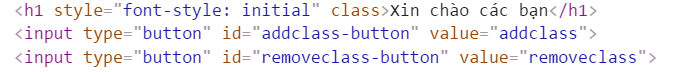 <h1 style="font-style: initial" class>Xin chào các bạn</h1>
<input type="button" id="addclass-button" value="addclass">
<input type="button" id="removeclass-button" value="removeclass">